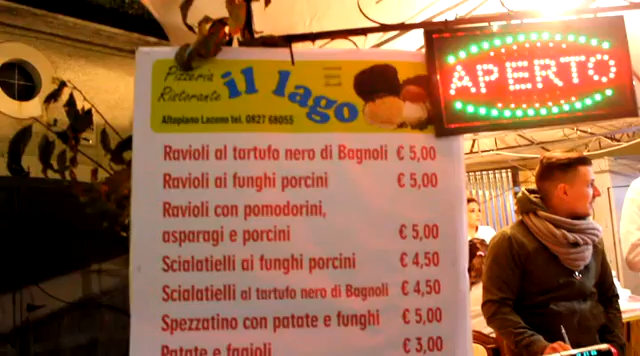 Pizzeria
Ristorante
il lago
Altopiano Laceno tel. 0827 68055
APERTO
Ravioli al tartufo nero di Bagnoli € 5,00
Ravioli ai funghi porcini € 5,00
Ravioli con pomodorini,
asparagi e porcini € 5,00
Scialatielli ai funghi porcini € 4,50
Scialatielli al tartufo nero di Bagnoli € 4,50
Spezzatino con patate e funghi € 5,00
Patate e fagioli € 3,00